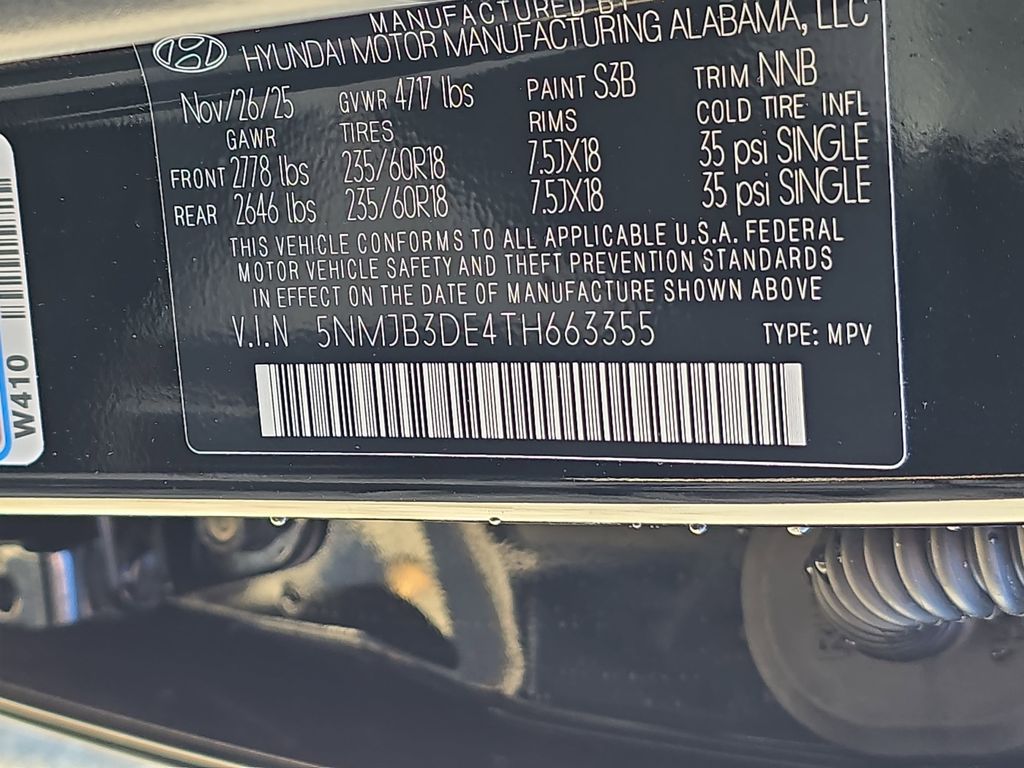 MANUFACTURED BY
HYUNDAI MOTOR MANUFACTURING ALABAMA, LLC
Nov/26/25 GVWR 4717 lbs PAINT S3B TRIM NNB
GAWR TIRES RIMS COLD TIRE INFL
FRONT 2778 lbs 235/60R18 7.5JX18 35 psi SINGLE
REAR 2646 lbs 235/60R18 7.5JX18 35 psi SINGLE
THIS VEHICLE CONFORMS TO ALL APPLICABLE U.S.A. FEDERAL
MOTOR VEHICLE SAFETY AND THEFT PREVENTION STANDARDS
IN EFFECT ON THE DATE OF MANUFACTURE SHOWN ABOVE
V.I.N 5NMJB3DE4TH663355 TYPE: MPV
W410